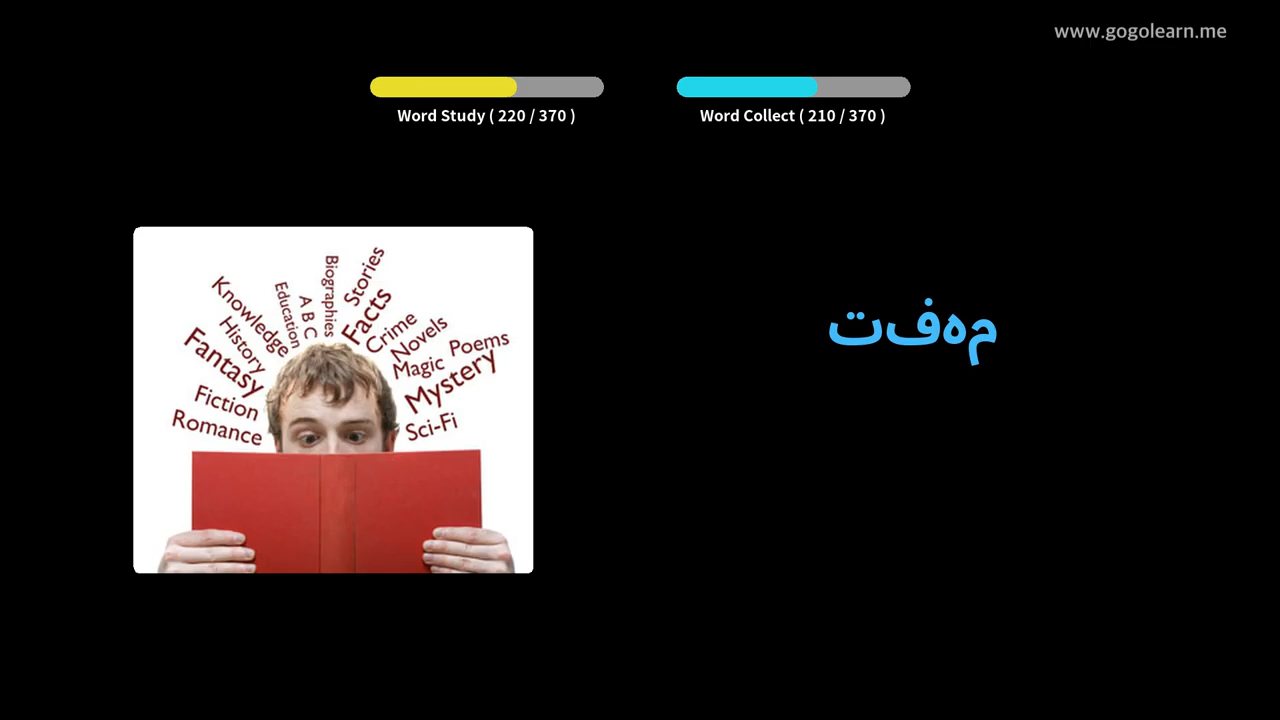 www.gogolearn.me
Word Study ( 220 / 370 )
Word Collect ( 210 / 370 )
Knowledge
History
Fantasy
Fiction
Romance
Education
A B C
Biographies
Stories
Facts
Crime
Novels
Magic
Poems
Mystery
Sci-Fi
م‌ه‌ف‌ت